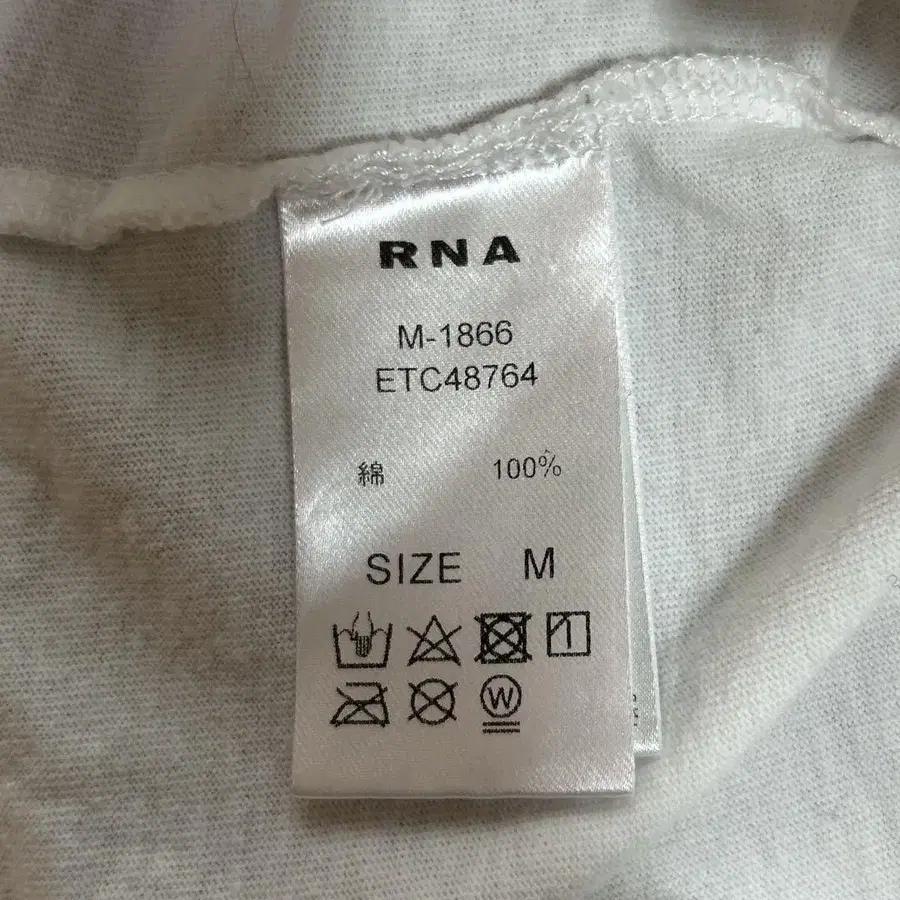 RNA
M-1866
ETC48764
綿 100%
SIZE M
W